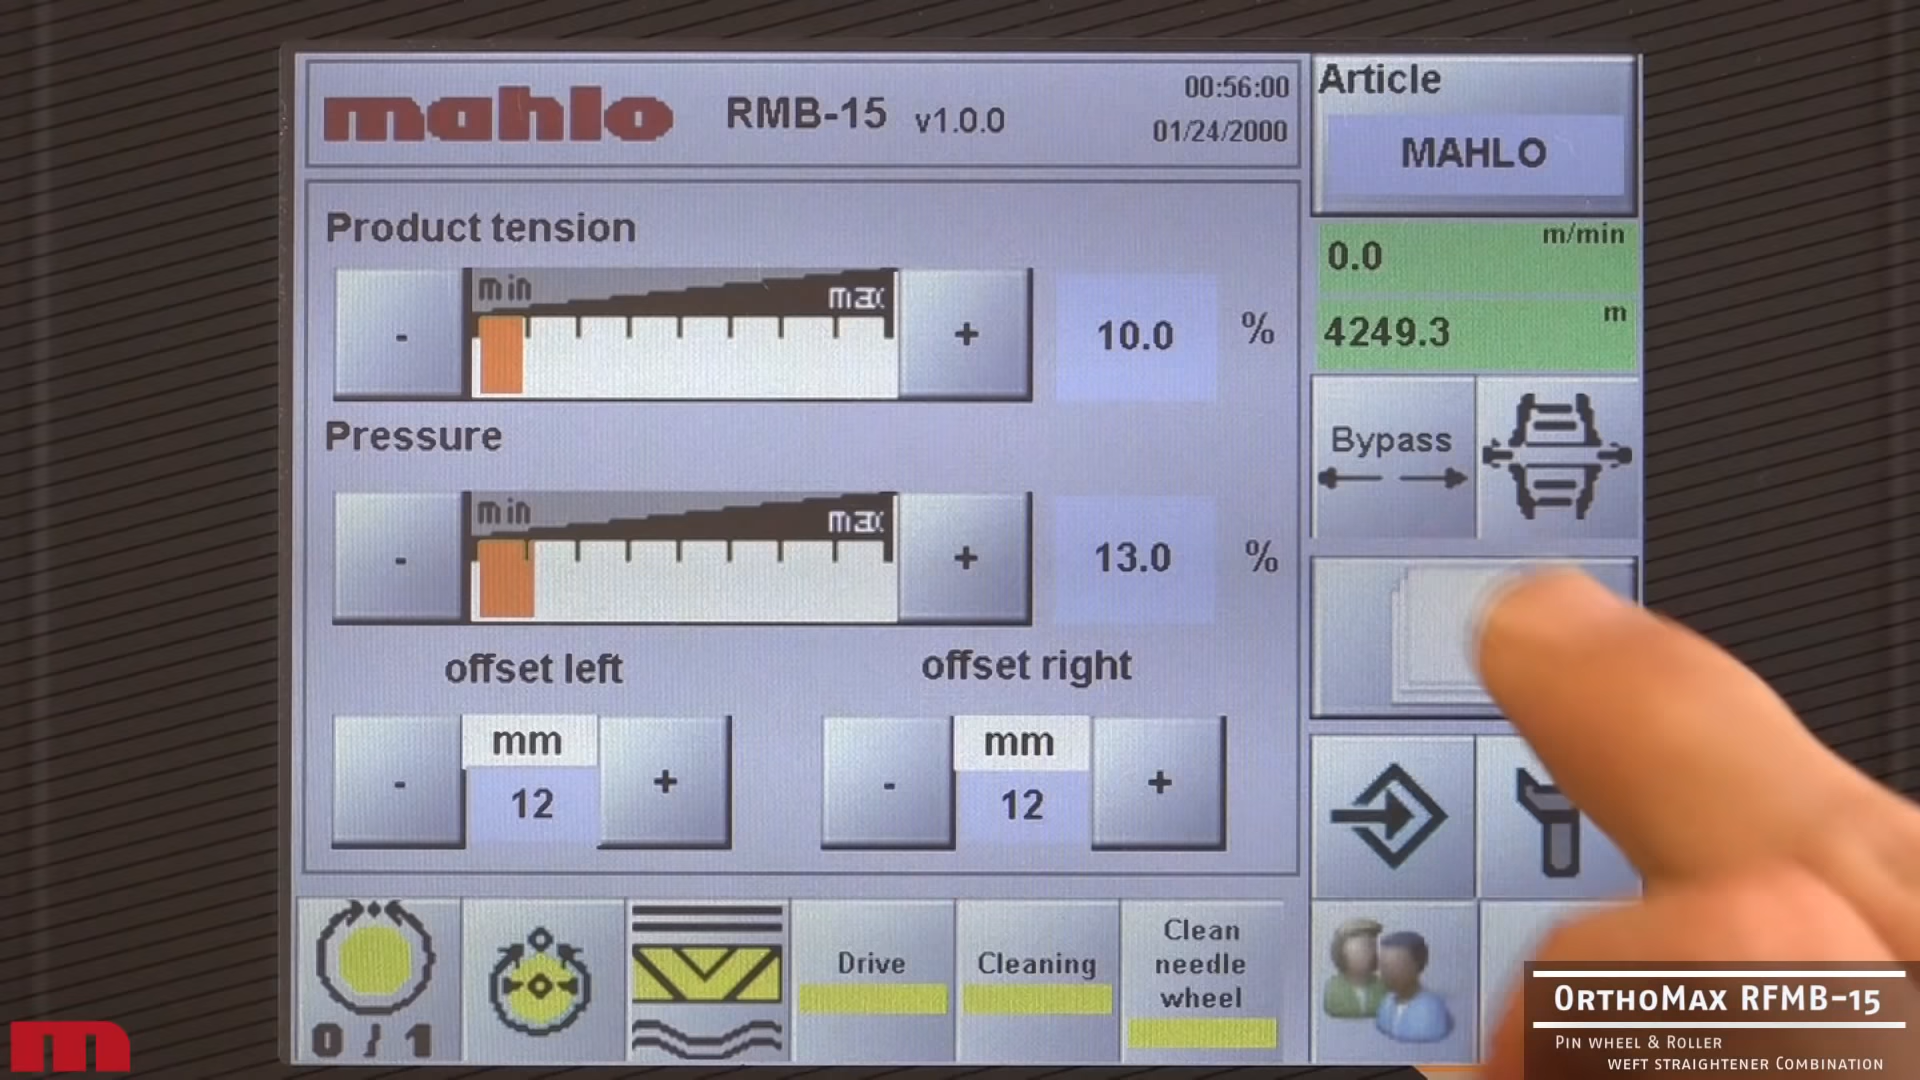 mahlo
RMB-15 v1.0.0
00:56:00
01/24/2000
Article
MAHLO
Product tension
- min max + 10.0 %
Pressure
- min max + 13.0 %
offset left
offset right
- mm +
12
- mm +
12
m/min
0.0
m
4249.3
Bypass
0 / 1
Drive
Cleaning
Clean
needle
wheel
m
OrthoMax RFMB-15
Pin wheel & Roller
weft straightener Combination